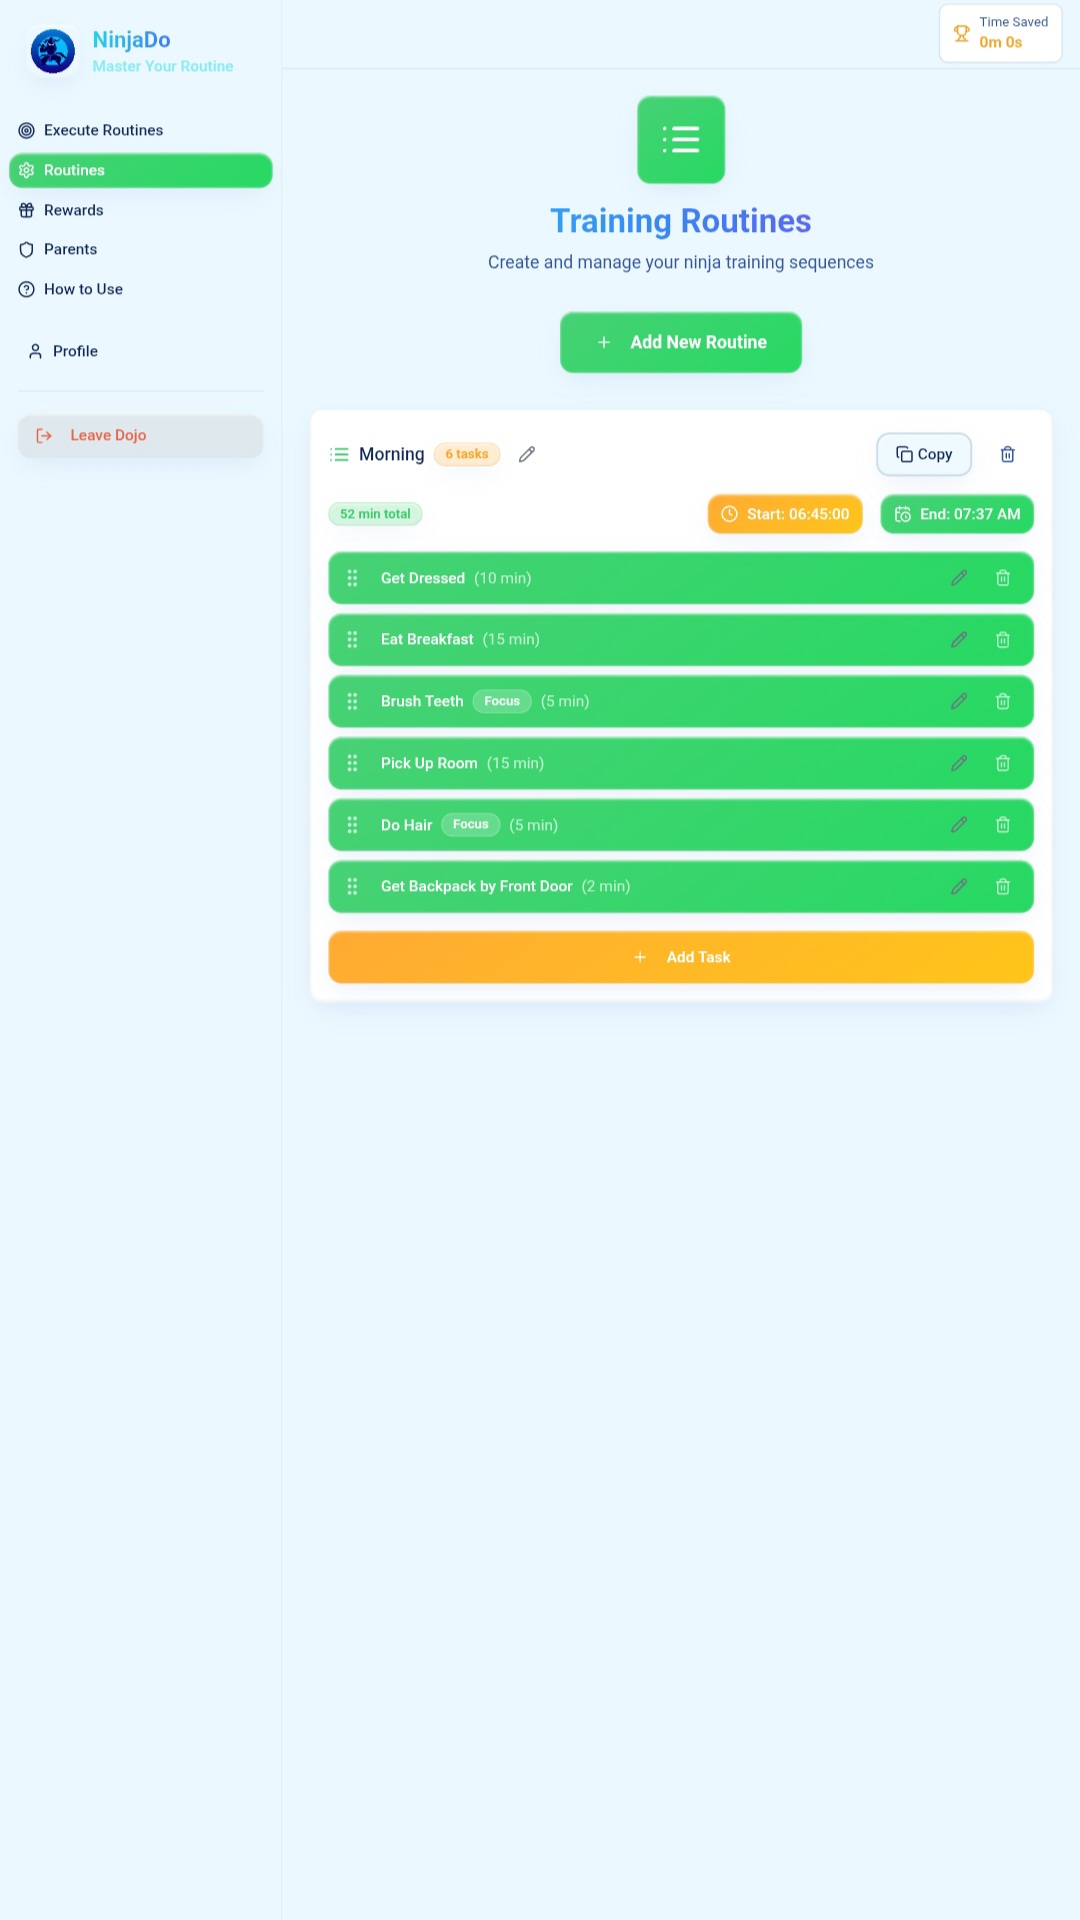 NinjaDo
Master Your Routine
Execute Routines
Routines
Rewards
Parents
How to Use
Profile
Leave Dojo
Time Saved
0m 0s
Training Routines
Create and manage your ninja training sequences
Add New Routine
Morning 6 tasks
Copy
52 min total
Start: 06:45:00
End: 07:37 AM
Get Dressed (10 min)
Eat Breakfast (15 min)
Brush Teeth Focus (5 min)
Pick Up Room (15 min)
Do Hair Focus (5 min)
Get Backpack by Front Door (2 min)
Add Task